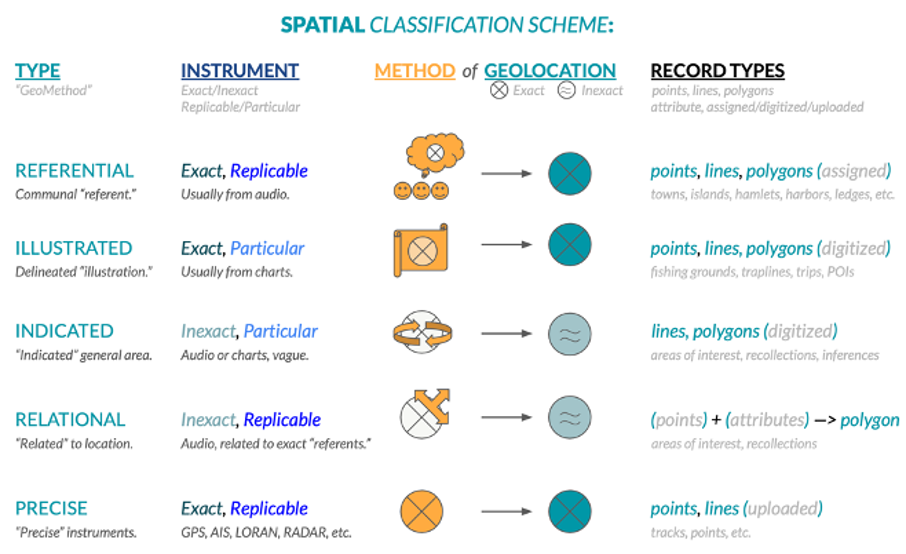 SPATIAL CLASSIFICATION SCHEME:
TYPE
"GeoMethod"
INSTRUMENT
Exact/Inexact
Replicable/Particular
METHOD of GEOLOCATION
Exact Inexact
RECORD TYPES
points, lines, polygons
attribute, assigned/digitized/uploaded
REFERENTIAL
Communal "referent."
Exact, Replicable
Usually from audio.
points, lines, polygons (assigned)
towns, islands, hamlets, harbors, ledges, etc.
ILLUSTRATED
Delineated "illustration."
Exact, Particular
Usually from charts.
points, lines, polygons (digitized)
fishing grounds, traplines, trips, POIs
INDICATED
"Indicated" general area.
Inexact, Particular
Audio or charts, vague.
lines, polygons (digitized)
areas of interest, recollections, inferences
RELATIONAL
"Related" to location.
Inexact, Replicable
Audio, related to exact "referents."
(points) + (attributes) —> polygon
areas of interest, recollections
PRECISE
"Precise" instruments.
Exact, Replicable
GPS, AIS, LORAN, RADAR, etc.
points, lines (uploaded)
tracks, points, etc.